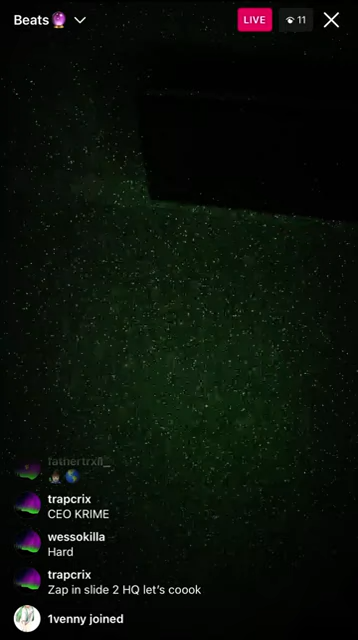 Beats🔮
LIVE
11
fathertrxll_
trapcrix
CEO KRIME
wessokilla
Hard
trapcrix
Zap in slide 2 HQ let's coook
1venny joined